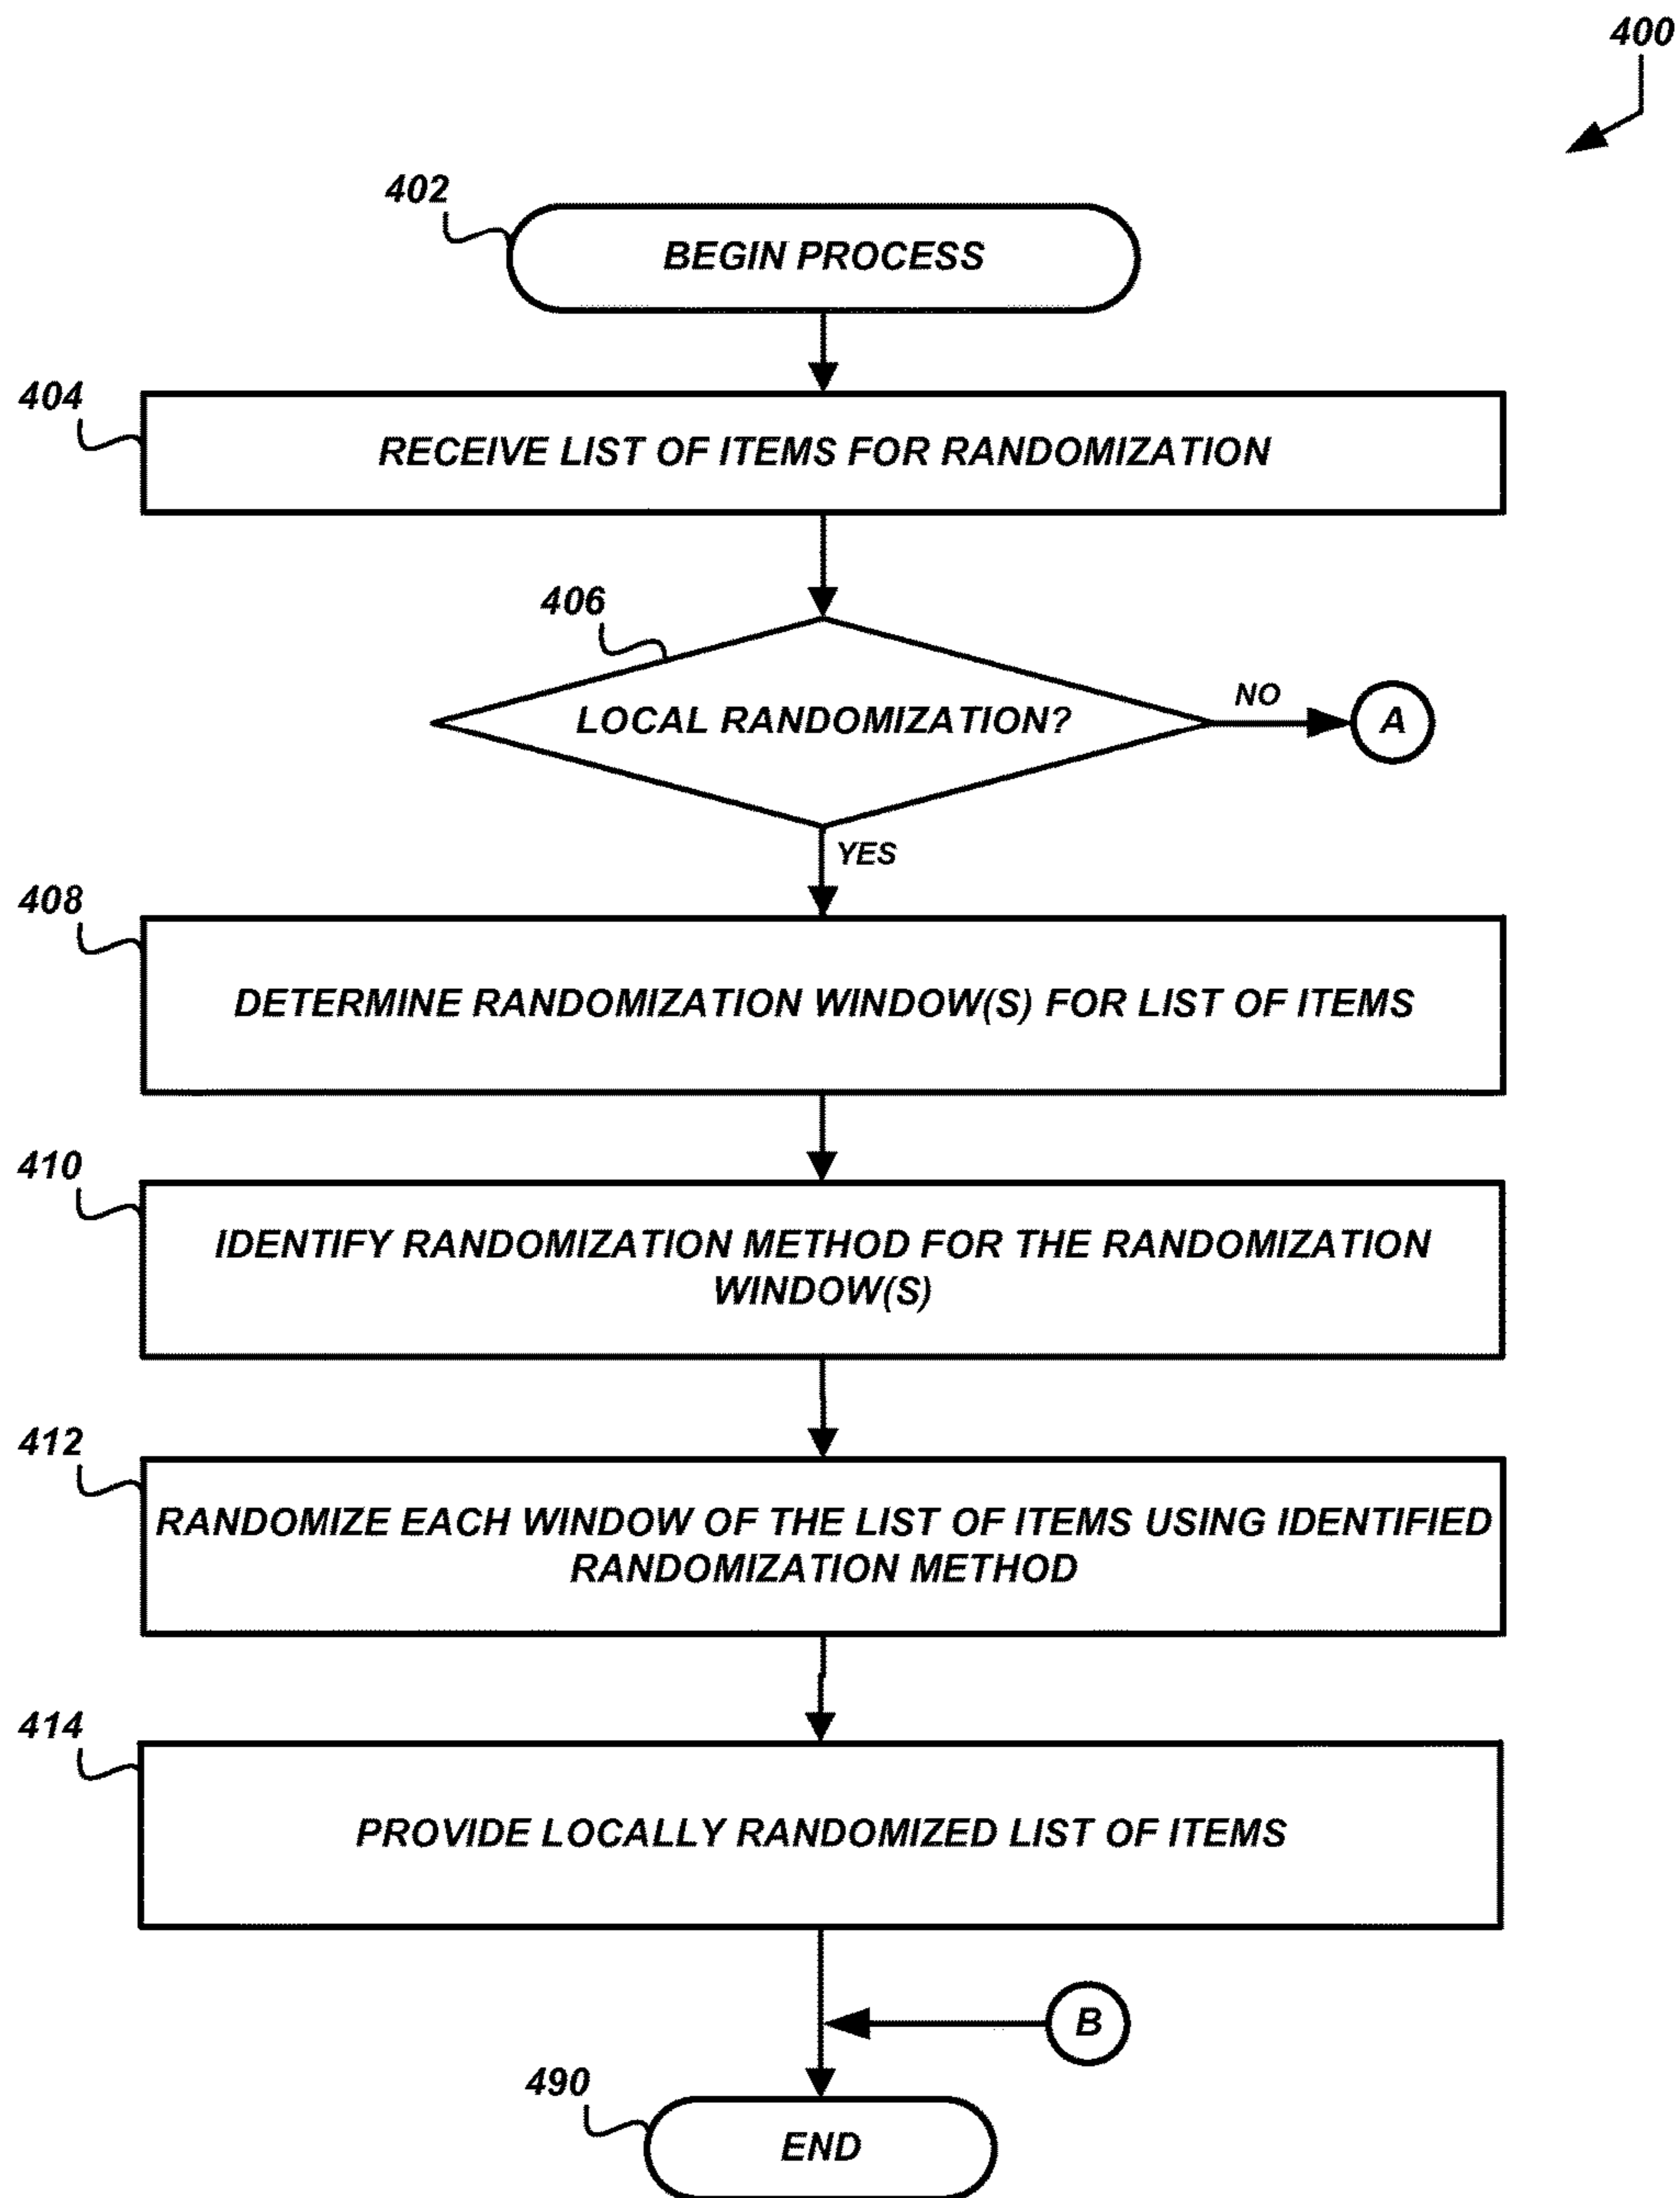 400
402
BEGIN PROCESS
404
RECEIVE LIST OF ITEMS FOR RANDOMIZATION
406
LOCAL RANDOMIZATION?
NO
A
YES
408
DETERMINE RANDOMIZATION WINDOW(S) FOR LIST OF ITEMS
410
IDENTIFY RANDOMIZATION METHOD FOR THE RANDOMIZATION
WINDOW(S)
412
RANDOMIZE EACH WINDOW OF THE LIST OF ITEMS USING IDENTIFIED
RANDOMIZATION METHOD
414
PROVIDE LOCALLY RANDOMIZED LIST OF ITEMS
B
490
END